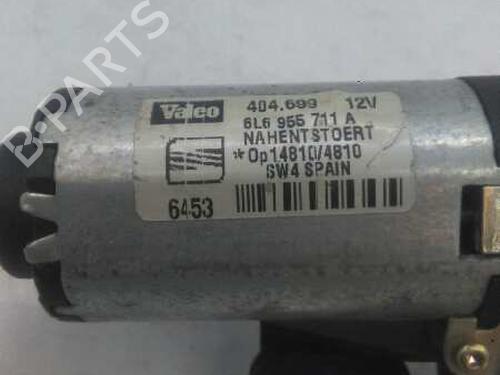 Valeo 404.699 12V
6L6 955 711 A
NAHENTSTOERT
*Op14810/4810
SW4 SPAIN
6453
B-PARTS